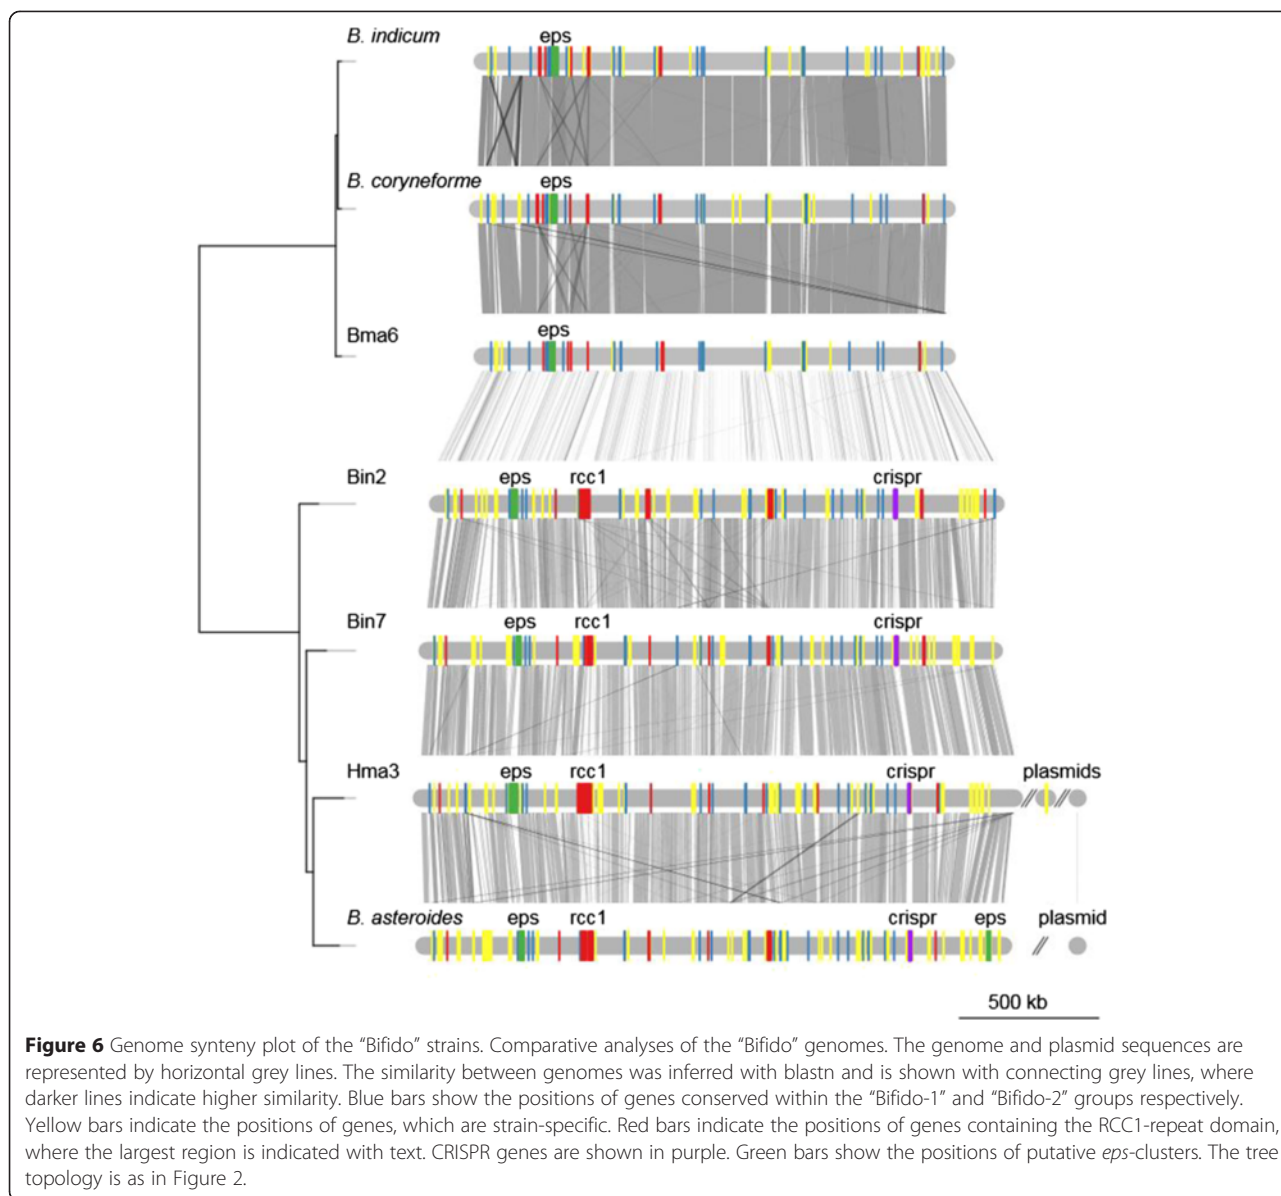 B. indicum eps
B. coryneforme eps
Bma6 eps
Bin2 eps rcc1 crispr
Bin7 eps rcc1 crispr
Hma3 eps rcc1 crispr plasmids
B. asteroides eps rcc1 crispr eps plasmid
500 kb
Figure 6 Genome synteny plot of the “Bifido” strains. Comparative analyses of the “Bifido” genomes. The genome and plasmid sequences are
represented by horizontal grey lines. The similarity between genomes was inferred with blastn and is shown with connecting grey lines, where
darker lines indicate higher similarity. Blue bars show the positions of genes conserved within the “Bifido-1” and “Bifido-2” groups respectively.
Yellow bars indicate the positions of genes, which are strain-specific. Red bars indicate the positions of genes containing the RCC1-repeat domain,
where the largest region is indicated with text. CRISPR genes are shown in purple. Green bars show the positions of putative eps-clusters. The tree
topology is as in Figure 2.